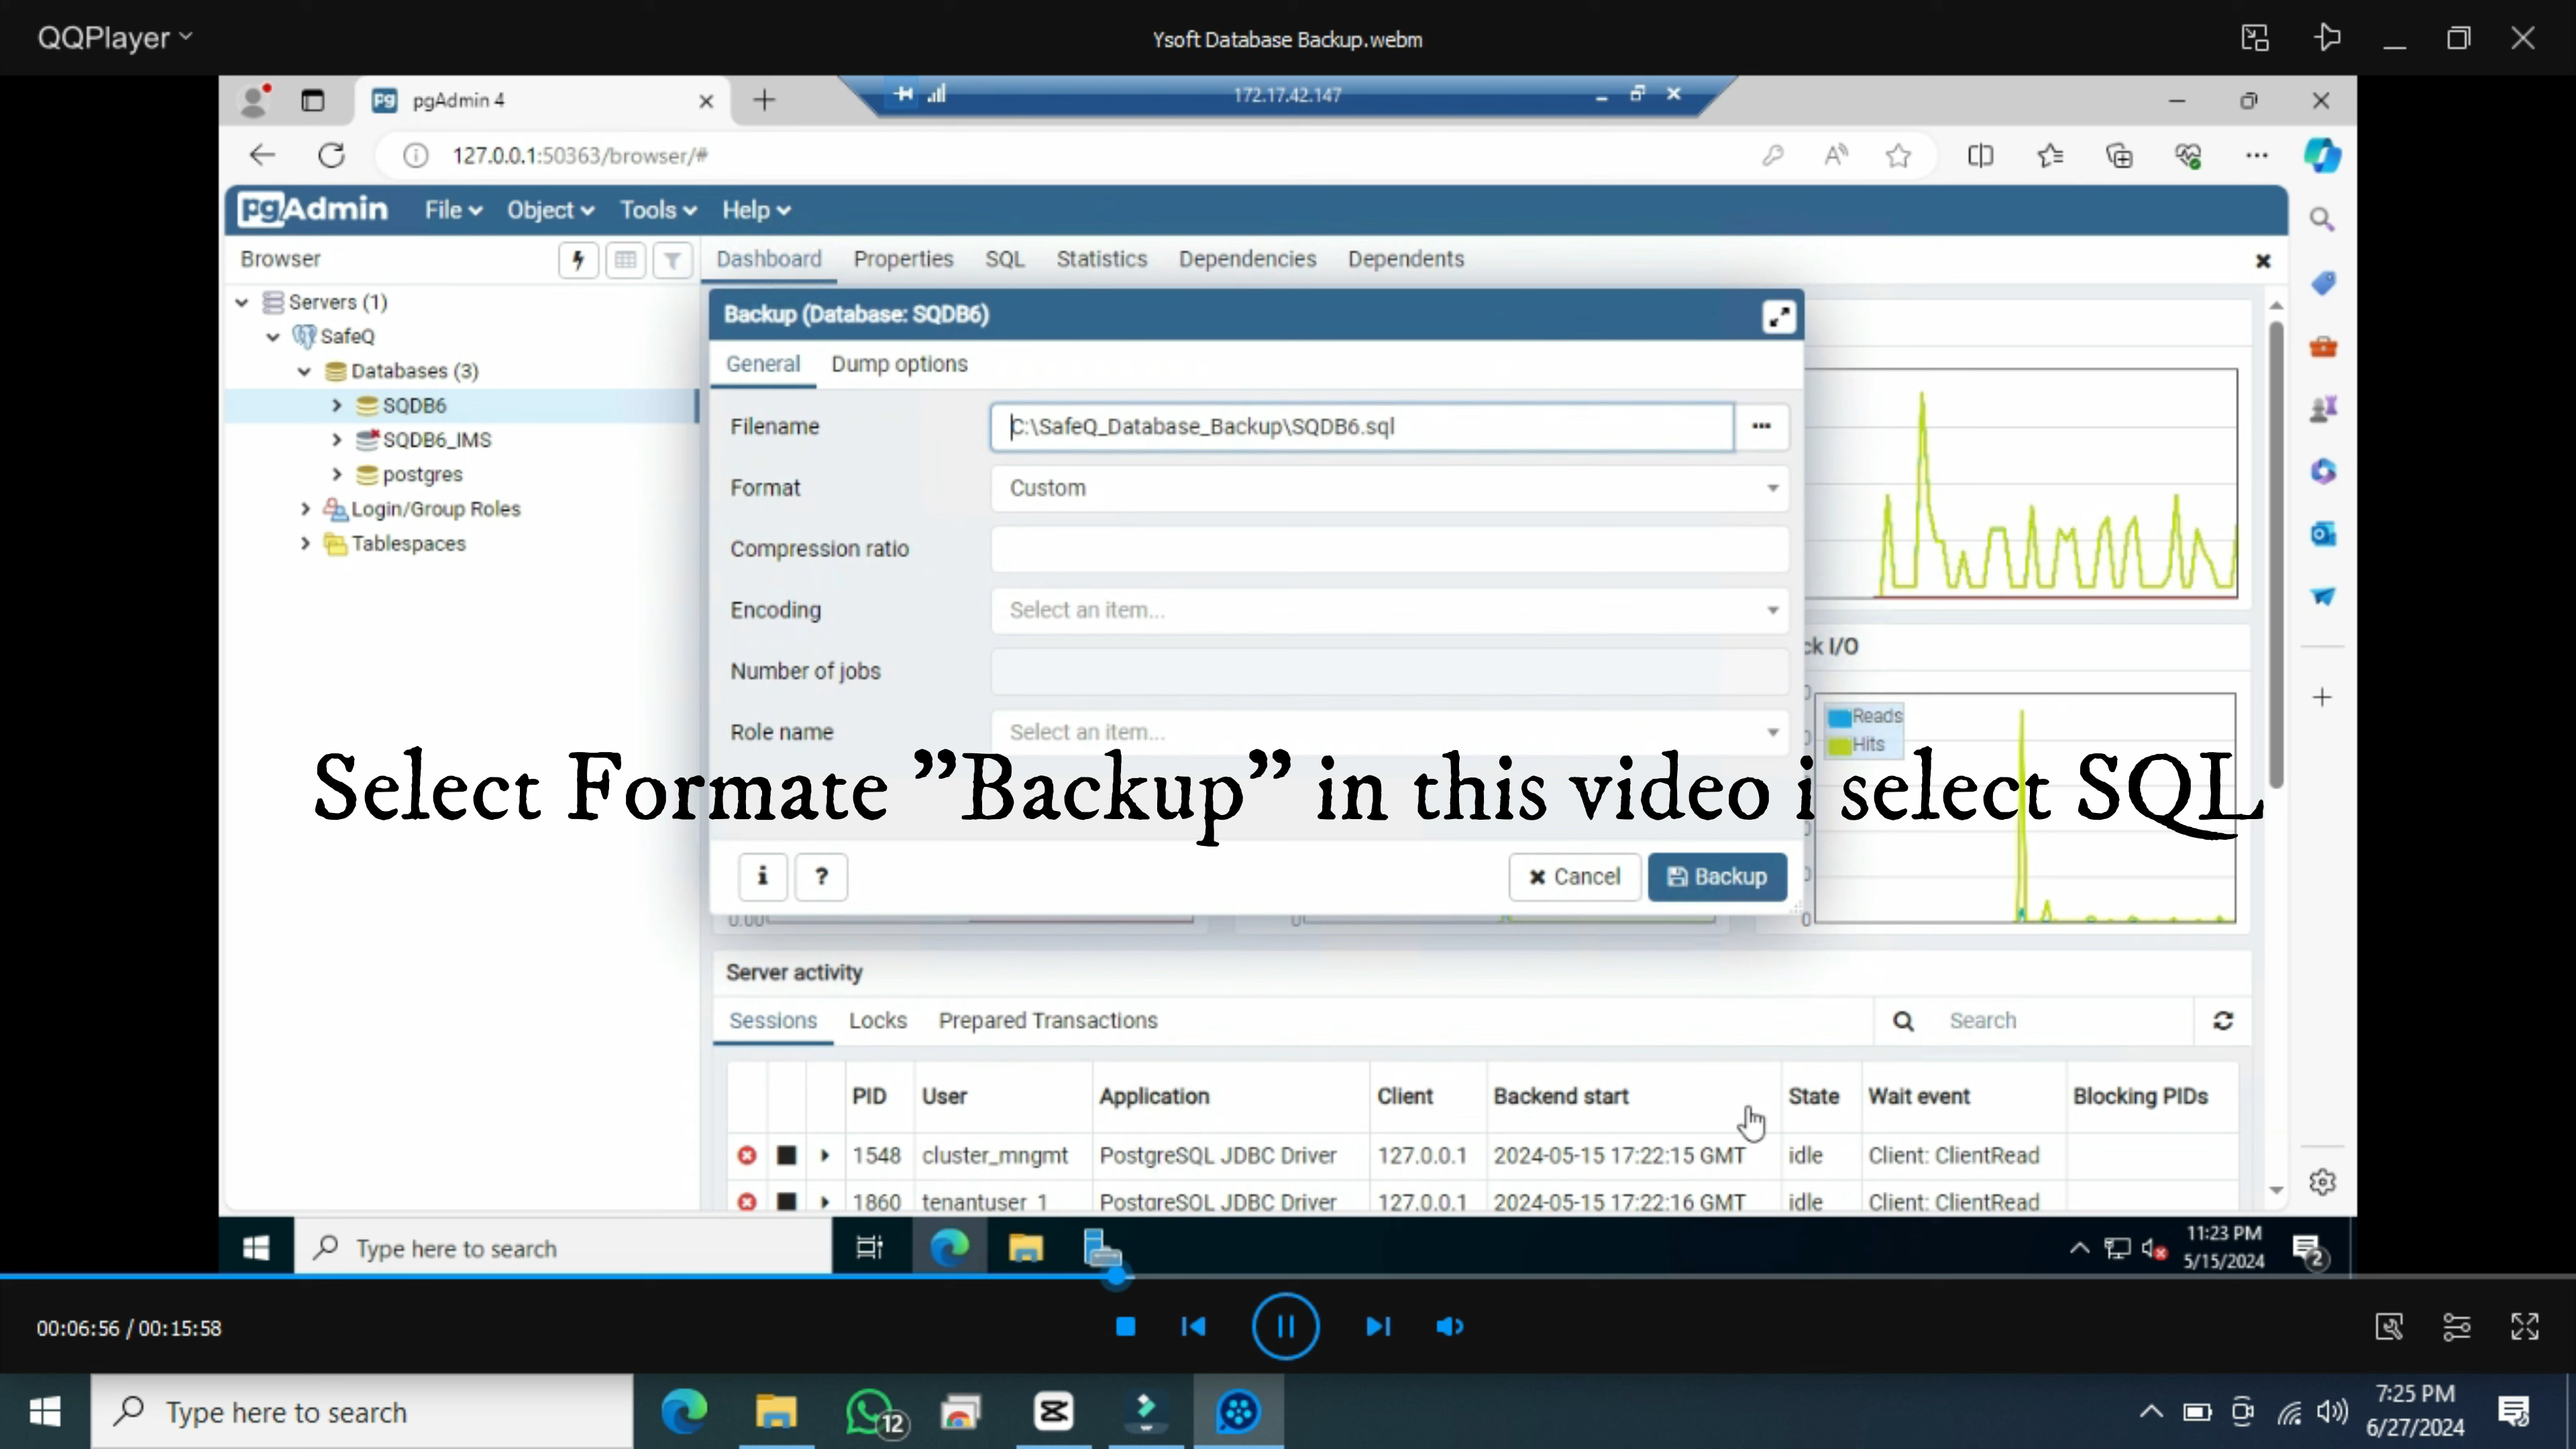 QQPlayer
Ysoft Database Backup.webm
pgAdmin 4
172.17.42.147
127.0.0.1:50363/browser/#
pgAdmin File Object Tools Help
Browser
Dashboard Properties SQL Statistics Dependencies Dependents
Servers (1)
SafeQ
Databases (3)
SQDB6
SQDB6_IMS
postgres
Login/Group Roles
Tablespaces
Backup (Database: SQDB6)
General Dump options
Filename C:\SafeQ_Database_Backup\SQDB6.sql
Format Custom
Compression ratio
Encoding Select an item...
Number of jobs
Role name Select an item...
ck I/O
Reads
Hits
Select Formate "Backup" in this video i select SQL
i ? Cancel Backup
0.00 0 0
Server activity
Sessions Locks Prepared Transactions Search
PID User Application Client Backend start State Wait event Blocking PIDs
1548 cluster_mngmt PostgreSQL JDBC Driver 127.0.0.1 2024-05-15 17:22:15 GMT idle Client: ClientRead
1860 tenantuser_1 PostgreSQL JDBC Driver 127.0.0.1 2024-05-15 17:22:16 GMT idle Client: ClientRead
Type here to search
11:23 PM
5/15/2024
2
00:06:56 / 00:15:58
Type here to search
12
7:25 PM
6/27/2024